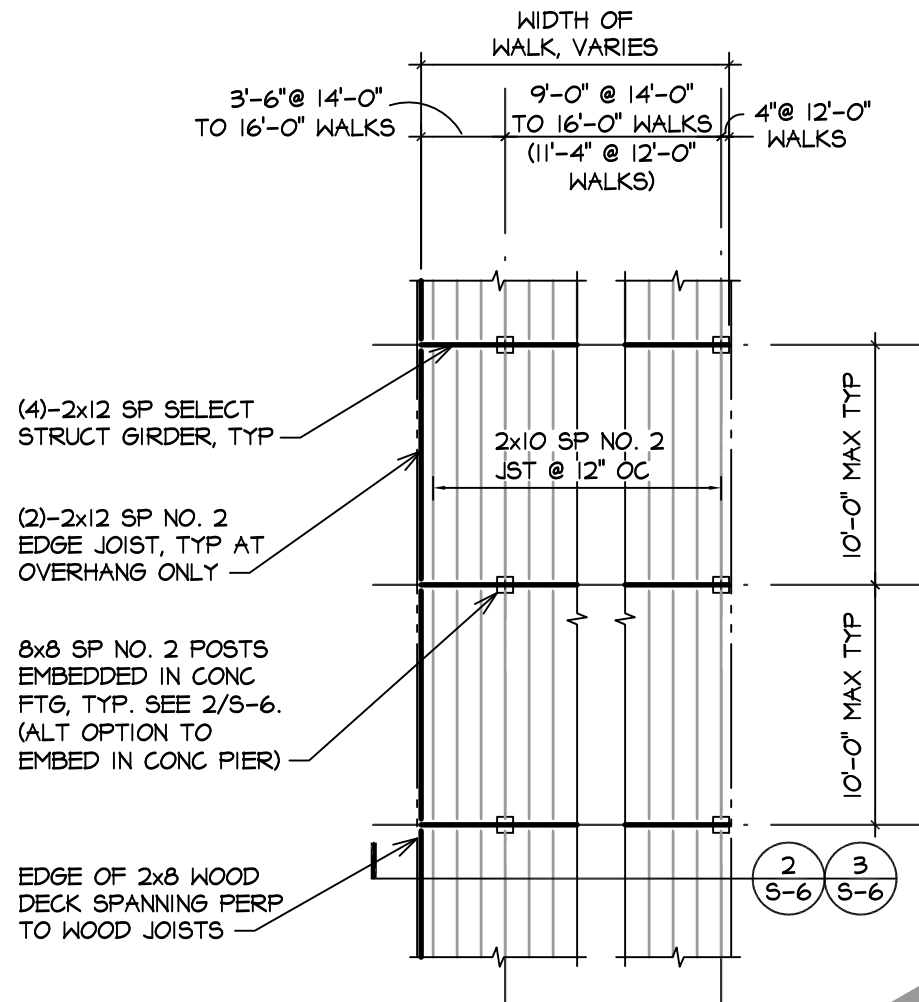 WIDTH OF
WALK, VARIES
3'-6"@ 14'-0"
TO 16'-0" WALKS
9'-0" @ 14'-0"
TO 16'-0" WALKS
(11'-4" @ 12'-0"
WALKS)
4"@ 12'-0"
WALKS
(4)-2x12 SP SELECT
STRUCT GIRDER, TYP
2x10 SP NO. 2
JST @ 12" OC
10'-0" MAX TYP
(2)-2x12 SP NO. 2
EDGE JOIST, TYP AT
OVERHANG ONLY
8x8 SP NO. 2 POSTS
EMBEDDED IN CONC
FTG, TYP. SEE 2/S-6.
(ALT OPTION TO
EMBED IN CONC PIER)
10'-0" MAX TYP
EDGE OF 2x8 WOOD
DECK SPANNING PERP
TO WOOD JOISTS
2
S-6
3
S-6